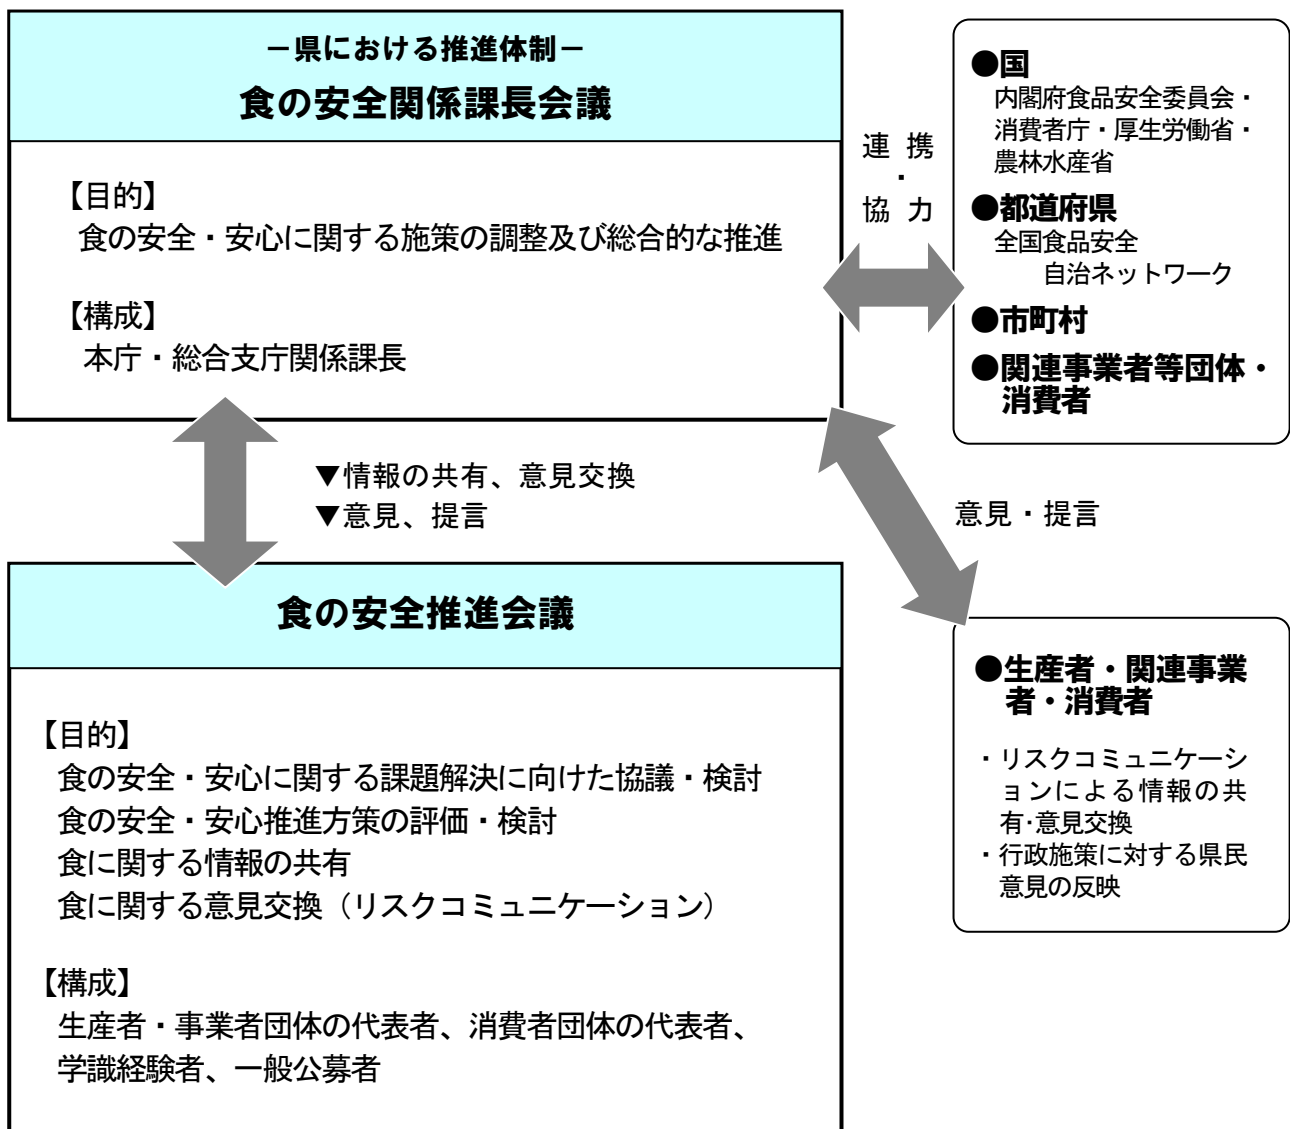 －県における推進体制－
食の安全関係課長会議
【目的】
食の安全・安心に関する施策の調整及び総合的な推進
【構成】
本庁・総合支庁関係課長
連携
・
協力
●国
内閣府食品安全委員会・
消費者庁・厚生労働省・
農林水産省
●都道府県
全国食品安全
自治ネットワーク
●市町村
●関連事業者等団体・
消費者
▼情報の共有、意見交換
▼意見、提言
意見・提言
食の安全推進会議
【目的】
食の安全・安心に関する課題解決に向けた協議・検討
食の安全・安心推進方策の評価・検討
食に関する情報の共有
食に関する意見交換（リスクコミュニケーション）
【構成】
生産者・事業者団体の代表者、消費者団体の代表者、
学識経験者、一般公募者
●生産者・関連事業
者・消費者
・リスクコミュニケーシ
ョンによる情報の共
有･意見交換
・行政施策に対する県民
意見の反映